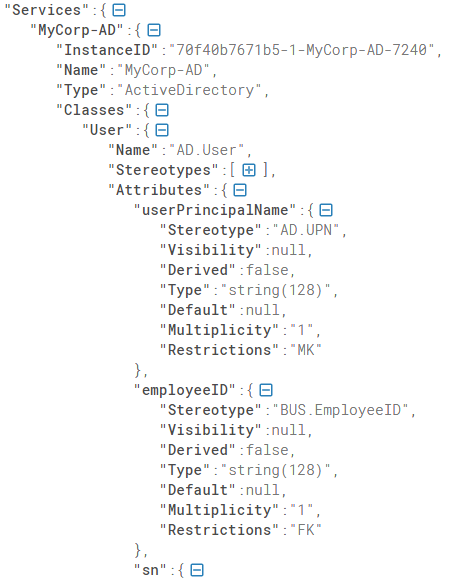 "Services":{
"MyCorp-AD":{
"InstanceID":"70f40b7671b5-1-MyCorp-AD-7240",
"Name":"MyCorp-AD",
"Type":"ActiveDirectory",
"Classes":{
"User":{
"Name":"AD.User",
"Stereotypes":[ ],
"Attributes":{
"userPrincipalName":{
"Stereotype":"AD.UPN",
"Visibility":null,
"Derived":false,
"Type":"string(128)",
"Default":null,
"Multiplicity":"1",
"Restrictions":"MK"
},
"employeeID":{
"Stereotype":"BUS.EmployeeID",
"Visibility":null,
"Derived":false,
"Type":"string(128)",
"Default":null,
"Multiplicity":"1",
"Restrictions":"FK"
},
"sn":{